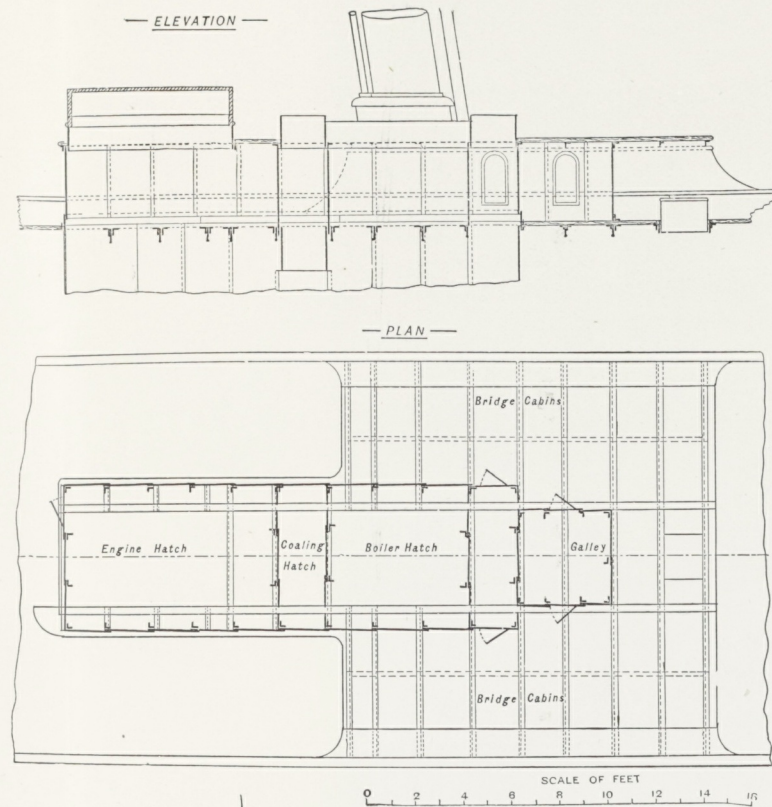 ELEVATION
PLAN
Bridge Cabins
Engine Hatch
Coaling
Hatch
Boiler Hatch
Galley
Bridge Cabins
SCALE OF FEET
0 2 4 6 8 10 12 14 16